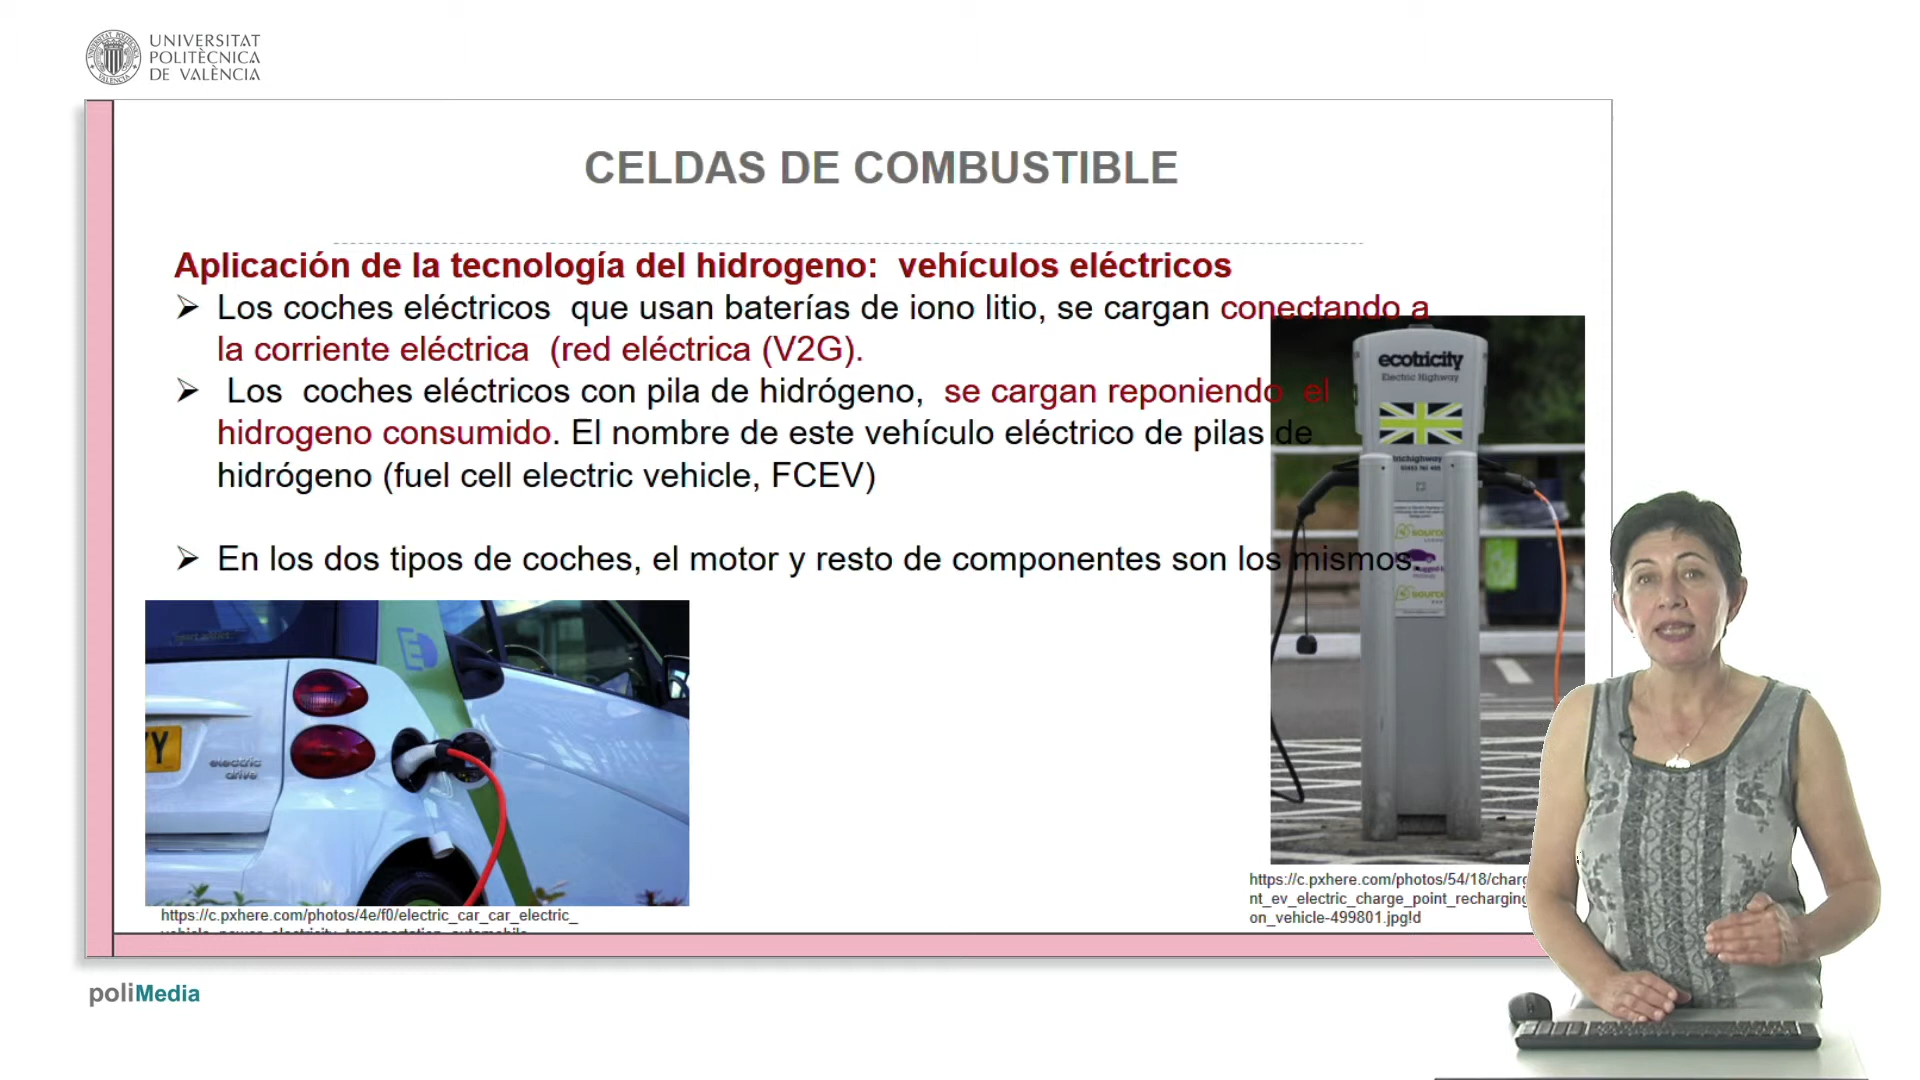 UNIVERSITAT
POLITÈCNICA
DE VALÈNCIA
CELDAS DE COMBUSTIBLE
Aplicación de la tecnología del hidrogeno: vehículos eléctricos
Los coches eléctricos que usan baterías de iono litio, se cargan conectando a
la corriente eléctrica (red eléctrica (V2G).
Los coches eléctricos con pila de hidrógeno, se cargan reponiendo el
hidrogeno consumido. El nombre de este vehículo eléctrico de pilas de
hidrógeno (fuel cell electric vehicle, FCEV)
En los dos tipos de coches, el motor y resto de componentes son los mismos.
ecotricity
Electric Highway
source
source
Y
electric
drive
https://c.pxhere.com/photos/4e/f0/electric_car_car_electric_
vehicle_power_electricity_transportation_automobile
https://c.pxhere.com/photos/54/18/charg
nt_ev_electric_charge_point_recharging
on_vehicle-499801.jpg!d
poliMedia